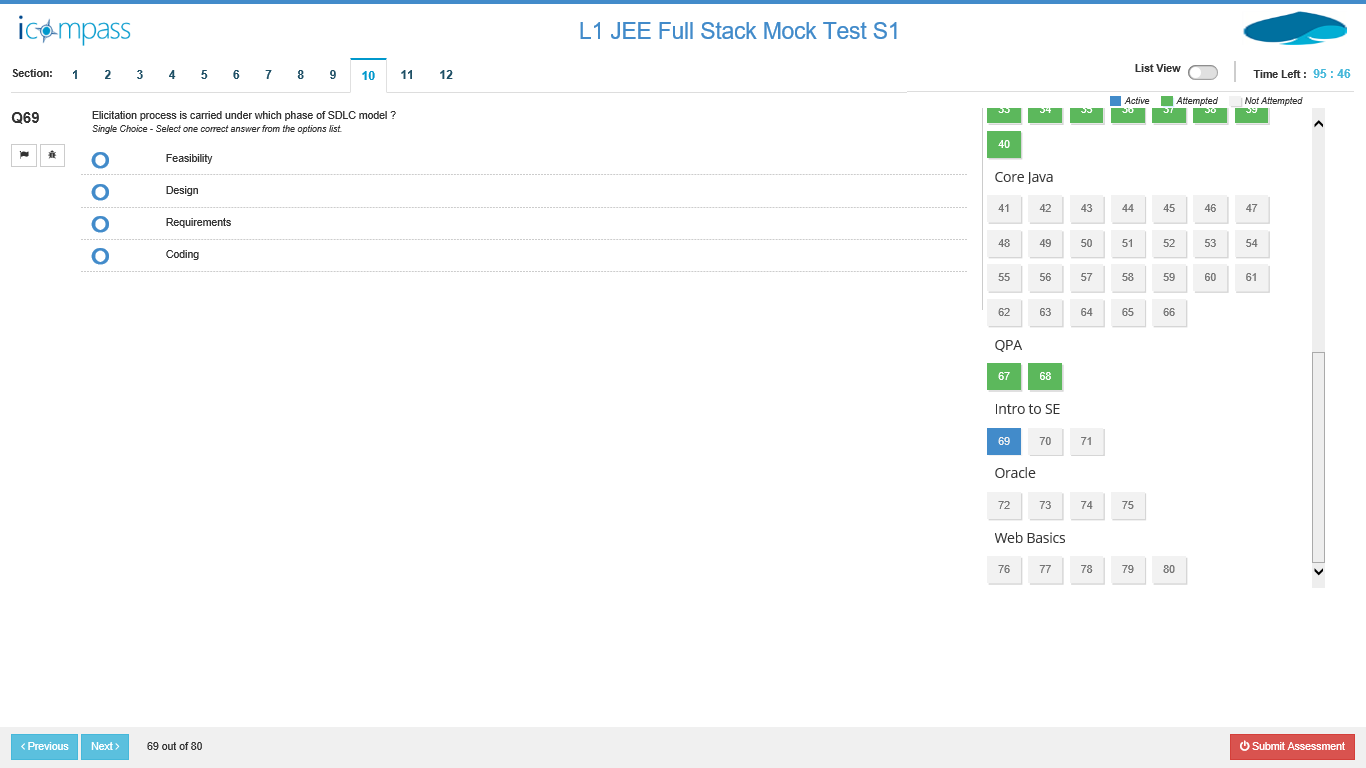 icompass
L1 JEE Full Stack Mock Test S1
Section: 1 2 3 4 5 6 7 8 9 10 11 12
List View
Time Left : 95 : 46
Active Attempted Not Attempted
Q69
Elicitation process is carried under which phase of SDLC model ?
Single Choice - Select one correct answer from the options list.
Feasibility
Design
Requirements
Coding
33 34 35 36 37 38 39
40
Core Java
41 42 43 44 45 46 47
48 49 50 51 52 53 54
55 56 57 58 59 60 61
62 63 64 65 66
QPA
67 68
Intro to SE
69 70 71
Oracle
72 73 74 75
Web Basics
76 77 78 79 80
Previous Next 69 out of 80
Submit Assessment